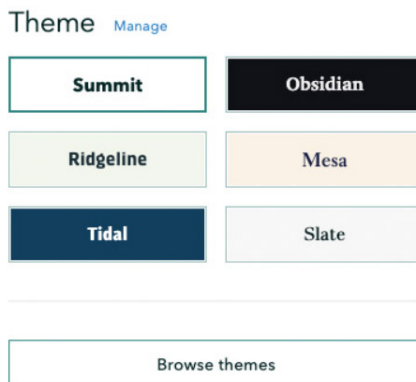 Theme Manage
Summit Obsidian
Ridgeline Mesa
Tidal Slate
Browse themes